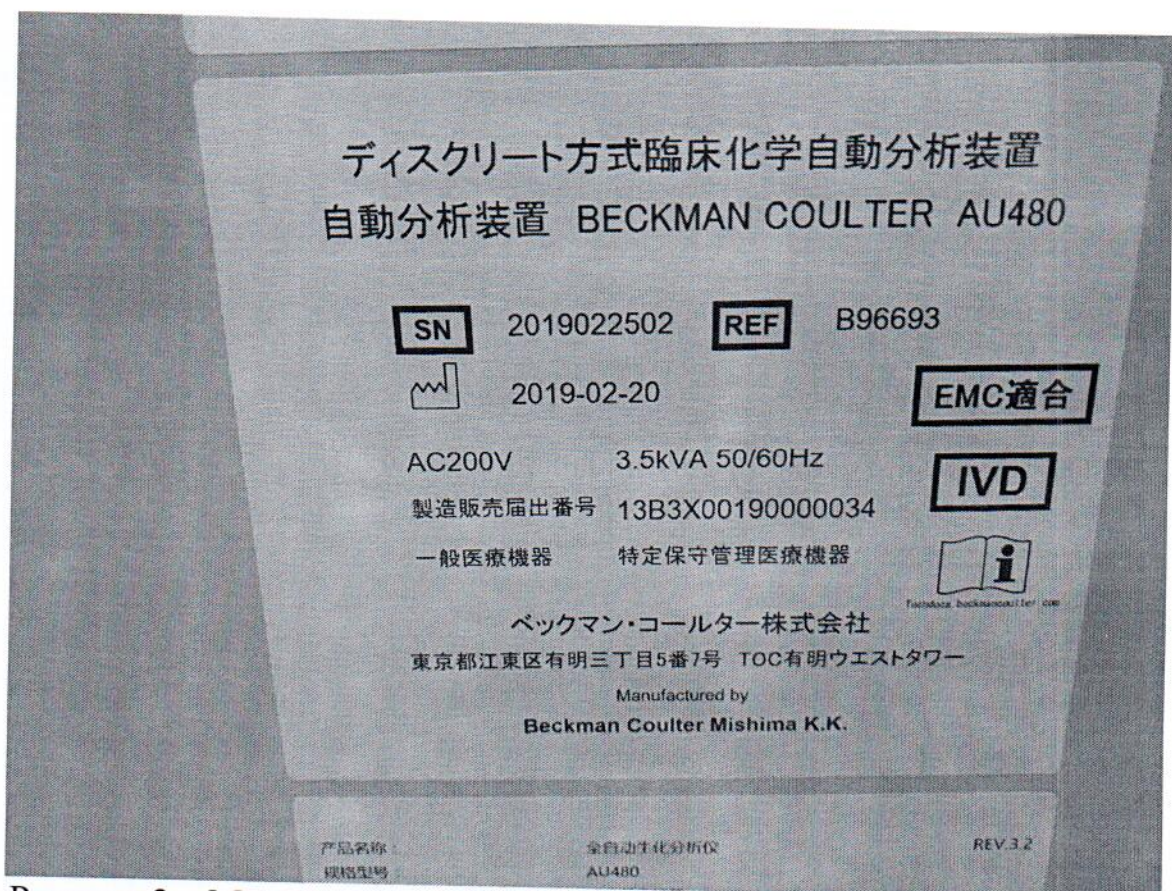 ディスクリート方式臨床化学自動分析装置
自動分析装置 BECKMAN COULTER AU480
SN 2019022502 REF B96693
2019-02-20
EMC適合
AC200V 3.5kVA 50/60Hz
IVD
製造販売届出番号 13B3X00190000034
一般医療機器 特定保守管理医療機器
Techdocs.beckmancoulter.com
ベックマン・コールター株式会社
東京都江東区有明三丁目5番7号 TOC有明ウエストタワー
Manufactured by
Beckman Coulter Mishima K.K.
产品名称: 全自动生化分析仪 REV.3.2
规格型号 AU480